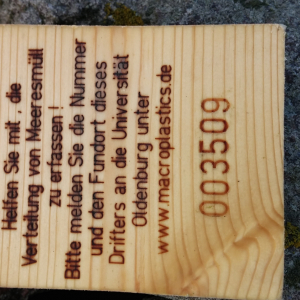 Helfen Sie mit , die
Verteilung von Meeresmüll
zu erfassen !
Bitte melden Sie die Nummer
und den Fundort dieses
Drifters an die Universität
Oldenburg unter
www.macroplastics.de
003509